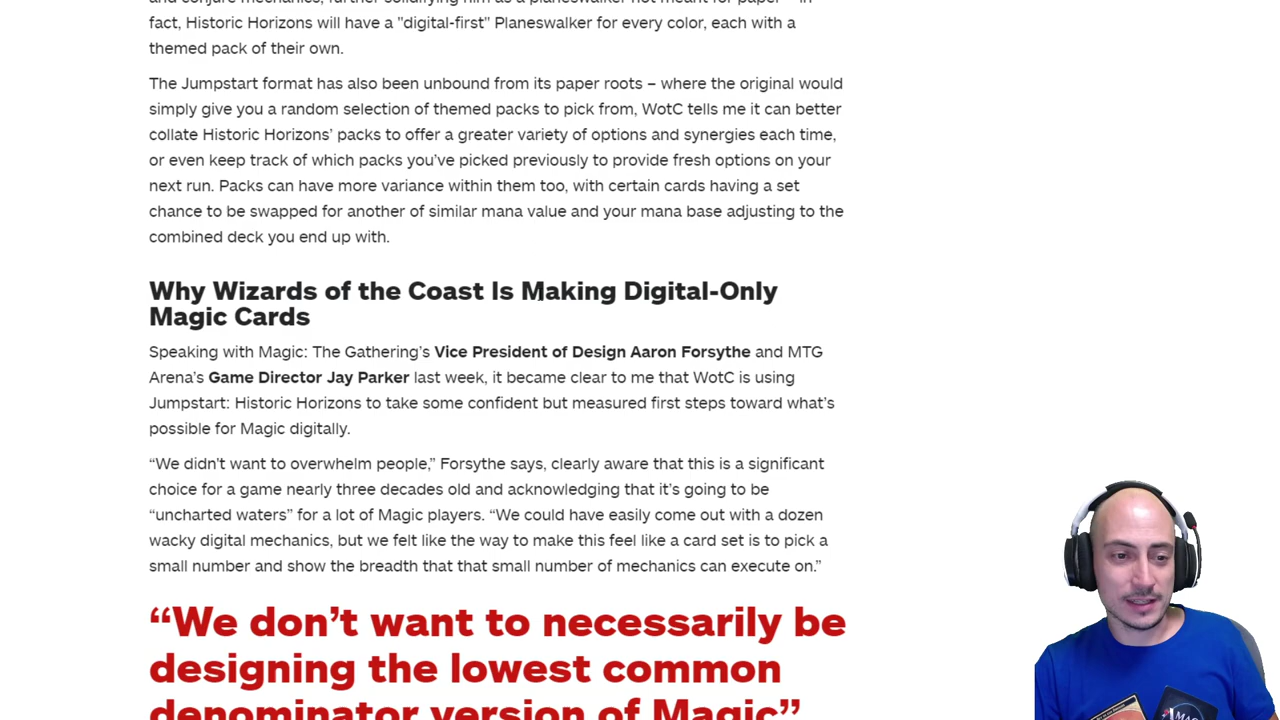 and conjure mechanics, further solidifying him as a planeswalker not meant for paper – in
fact, Historic Horizons will have a "digital-first" Planeswalker for every color, each with a
themed pack of their own.
The Jumpstart format has also been unbound from its paper roots – where the original would
simply give you a random selection of themed packs to pick from, WotC tells me it can better
collate Historic Horizons’ packs to offer a greater variety of options and synergies each time,
or even keep track of which packs you’ve picked previously to provide fresh options on your
next run. Packs can have more variance within them too, with certain cards having a set
chance to be swapped for another of similar mana value and your mana base adjusting to the
combined deck you end up with.
Why Wizards of the Coast Is Making Digital-Only
Magic Cards
Speaking with Magic: The Gathering’s Vice President of Design Aaron Forsythe and MTG
Arena’s Game Director Jay Parker last week, it became clear to me that WotC is using
Jumpstart: Historic Horizons to take some confident but measured first steps toward what’s
possible for Magic digitally.
“We didn't want to overwhelm people,” Forsythe says, clearly aware that this is a significant
choice for a game nearly three decades old and acknowledging that it’s going to be
“uncharted waters” for a lot of Magic players. “We could have easily come out with a dozen
wacky digital mechanics, but we felt like the way to make this feel like a card set is to pick a
small number and show the breadth that that small number of mechanics can execute on.”
“We don’t want to necessarily be
designing the lowest common
denominator version of Magic”